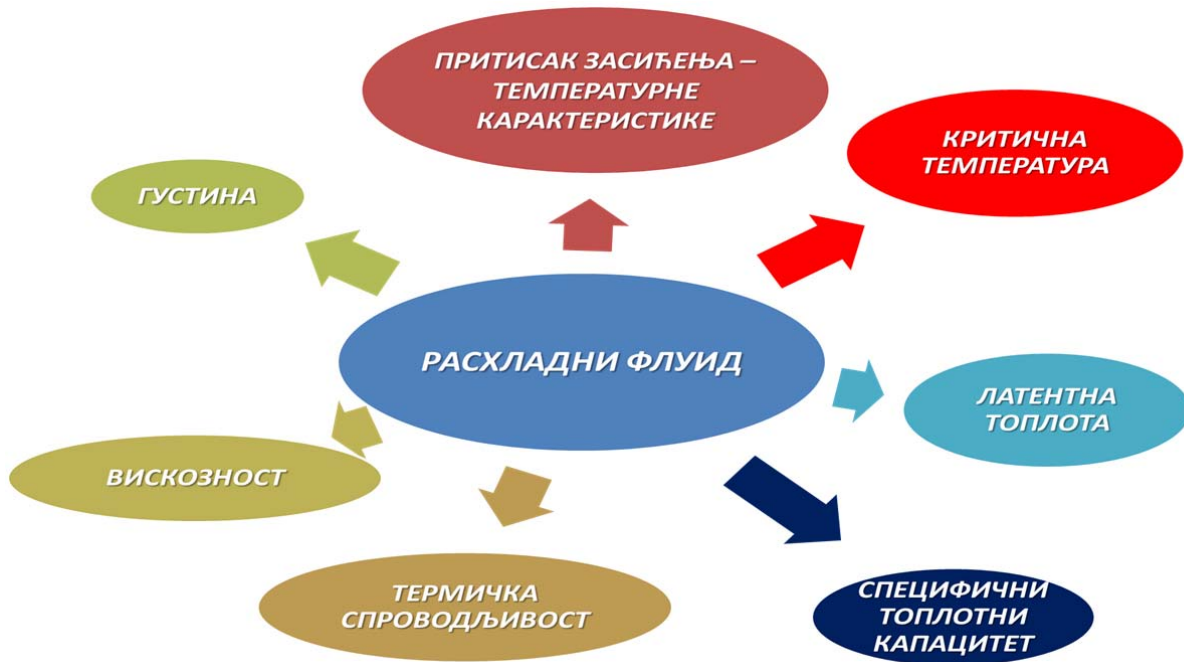 ПРИТИСАК ЗАСИЋЕЊА –
ТЕМПЕРАТУРНЕ
КАРАКТЕРИСТИКЕ
КРИТИЧНА
ТЕМПЕРАТУРА
ГУСТИНА
РАСХЛАДНИ ФЛУИД
ЛАТЕНТНА
ТОПЛОТА
ВИСКОЗНОСТ
ТЕРМИЧКА
СПРОВОДЉИВОСТ
СПЕЦИФИЧНИ
ТОПЛОТНИ
КАПАЦИТЕТ